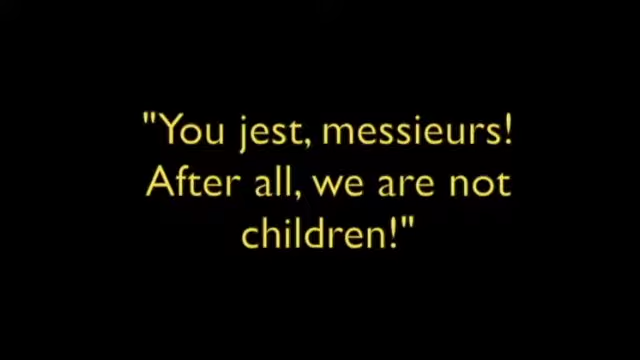 "You jest, messieurs!
After all, we are not
children!"